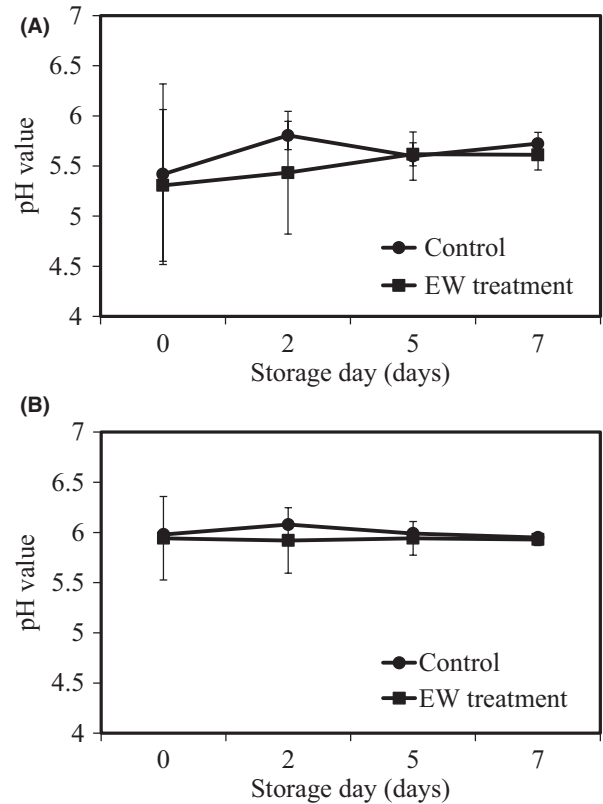 (A)
7
6.5
6
5.5
5
4.5
4
pH value
Control
EW treatment
0 2 5 7
Storage day (days)
(B)
7
6.5
6
5.5
5
4.5
4
pH value
Control
EW treatment
0 2 5 7
Storage day (days)